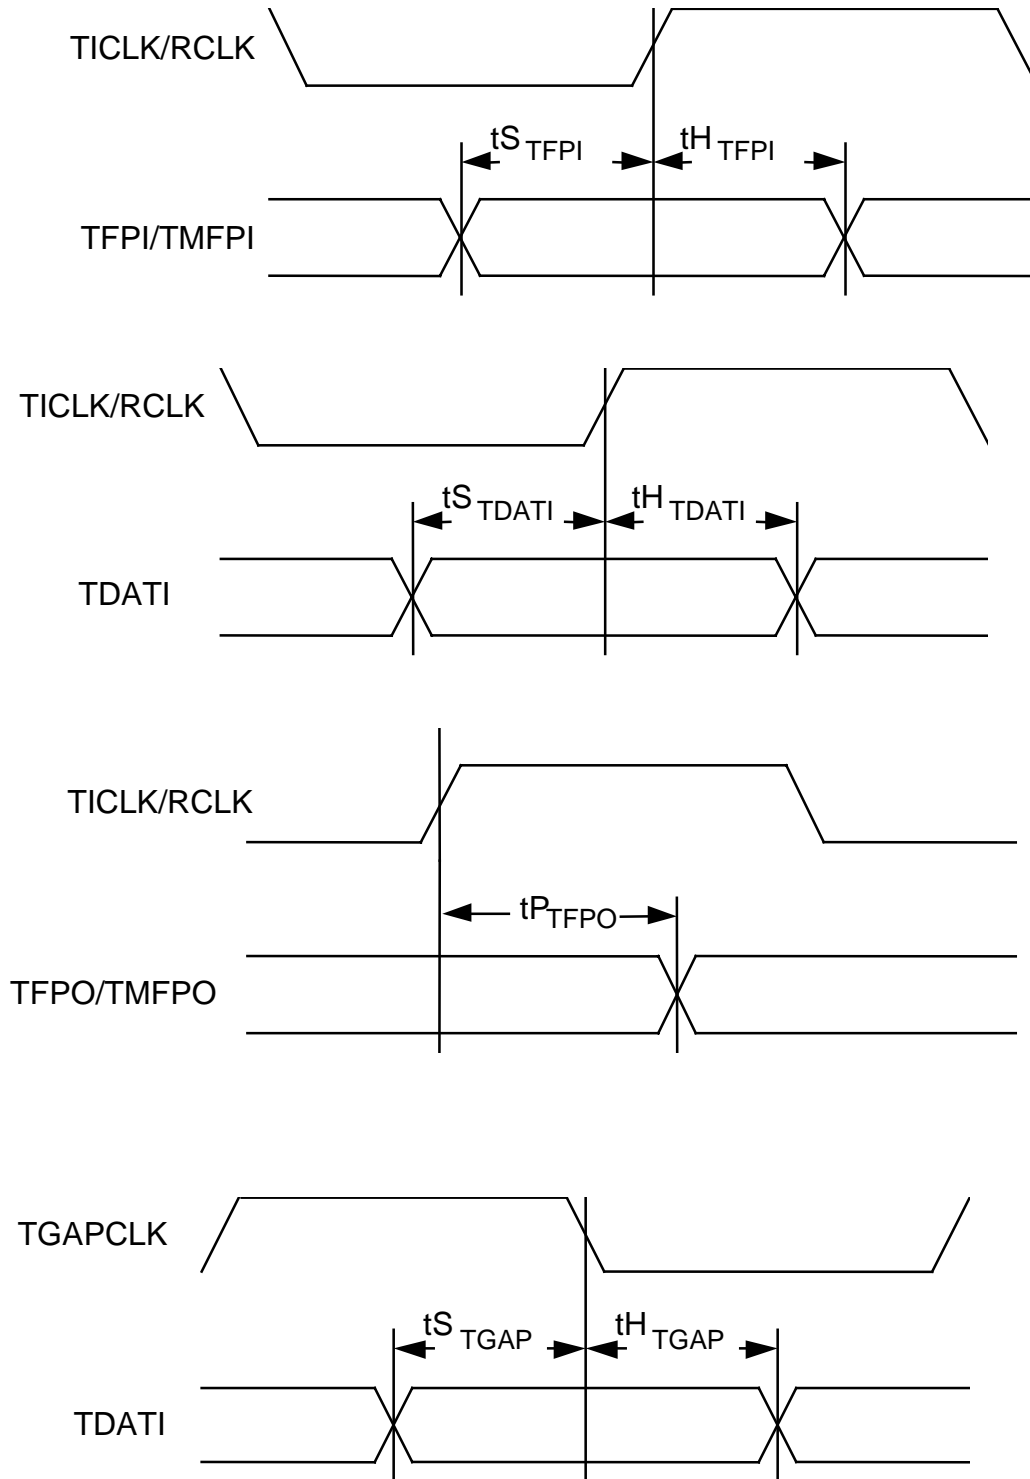 TICLK/RCLK
tS TFPI tH TFPI
TFPI/TMFPI
TICLK/RCLK
tS TDATI tH TDATI
TDATI
TICLK/RCLK
tP TFPO
TFPO/TMFPO
TGAPCLK
tS TGAP tH TGAP
TDATI